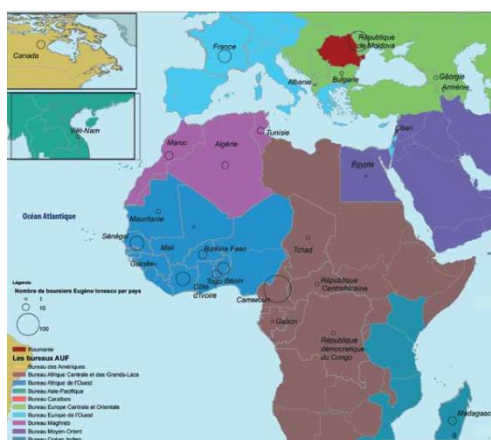 Canada
Viêt-Nam
France
République
de Moldova
Albanie
Bulgarie
Géorgie
Arménie
Liban
Maroc
Algérie
Tunisie
Égypte
Océan Atlantique
Mauritanie
Sénégal
Mali
Burkina Faso
Guinée
Côte
d'Ivoire
Togo
Bénin
Tchad
Cameroun
République
Centrafricaine
Gabon
République
démocratique
du Congo
Madagasc
Légende
Nombre de boursiers Eugène Ionesco par pays
1
10
100
Roumanie
Les bureaux AUF
Bureau des Amériques
Bureau Afrique Centrale et des Grands-Lacs
Bureau Afrique de l'Ouest
Bureau Asie-Pacifique
Bureau Caraïbes
Bureau Europe Centrale et Orientale
Bureau Europe de l'Ouest
Bureau Maghreb
Bureau Moyen-Orient
Bureau Océan Indien